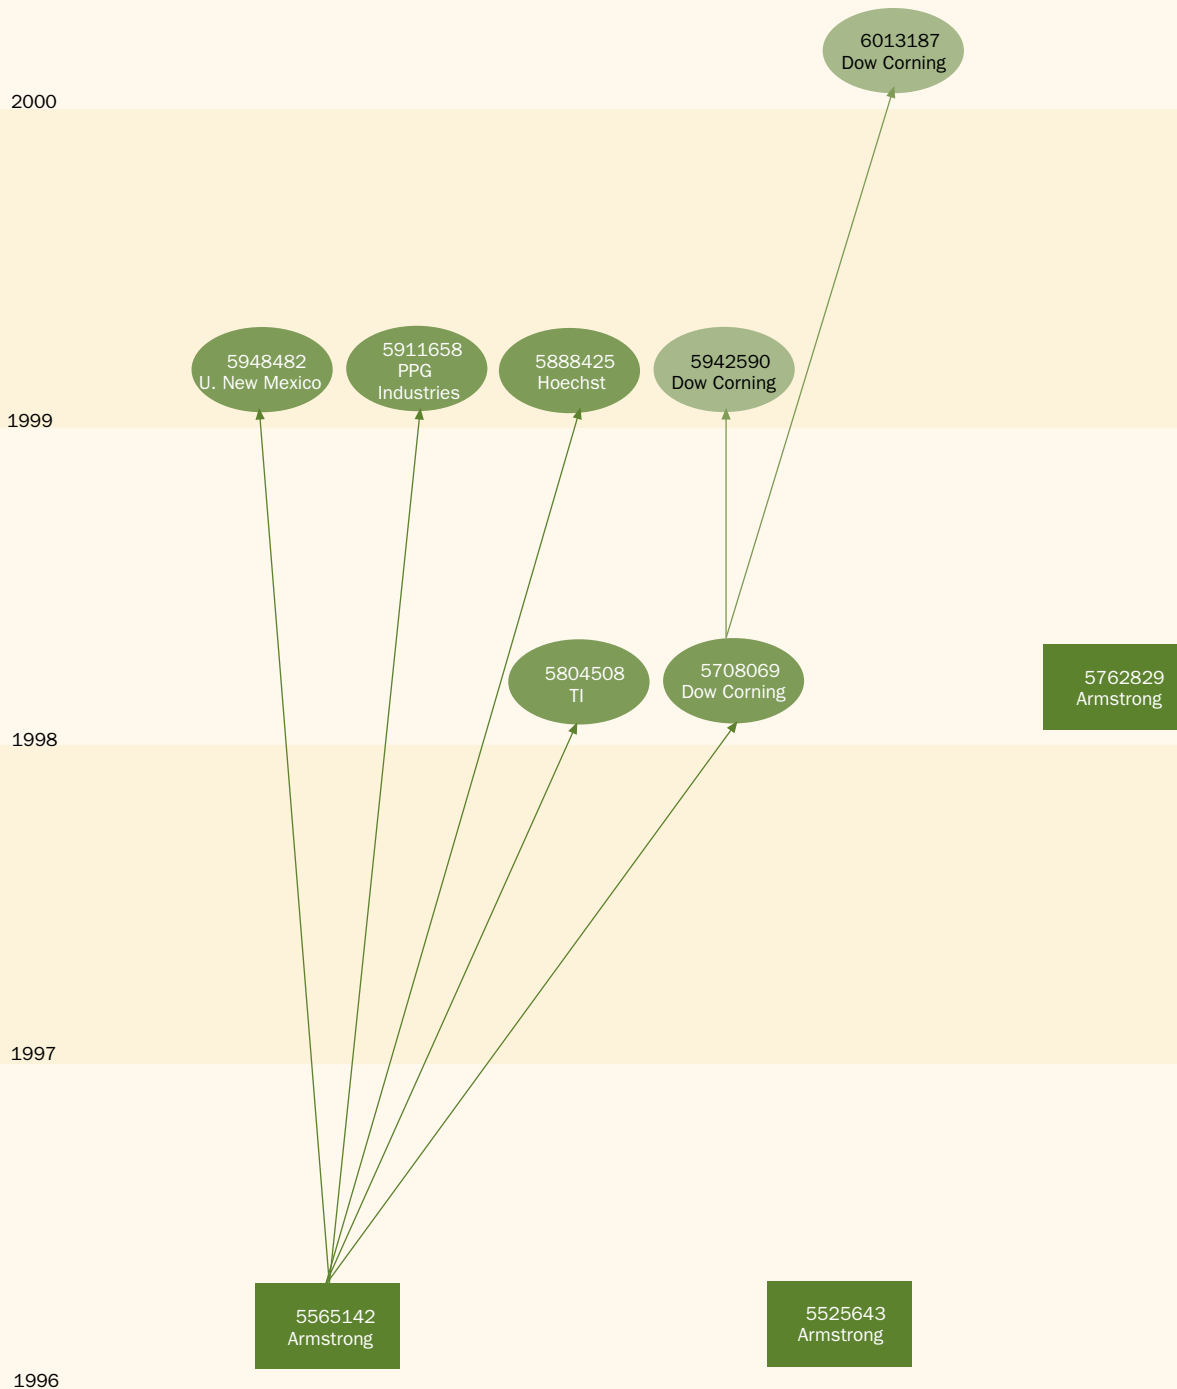 6013187
Dow Corning
2000
5948482
U. New Mexico
5911658
PPG
Industries
5888425
Hoechst
5942590
Dow Corning
1999
5804508
TI
5708069
Dow Corning
5762829
Armstrong
1998
1997
5565142
Armstrong
5525643
Armstrong
1996